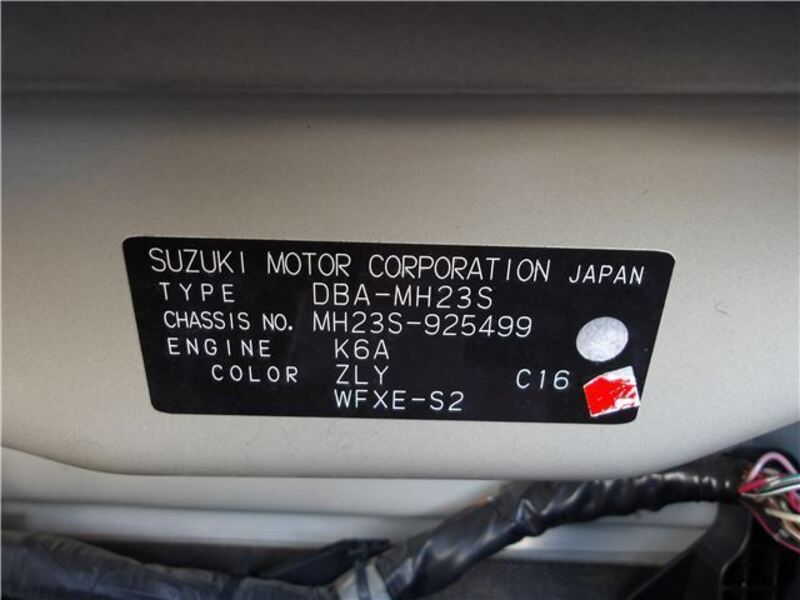 SUZUKI MOTOR CORPORATION JAPAN
TYPE DBA-MH23S
CHASSIS NO. MH23S-925499
ENGINE K6A
COLOR ZLY C16
WFXE-S2